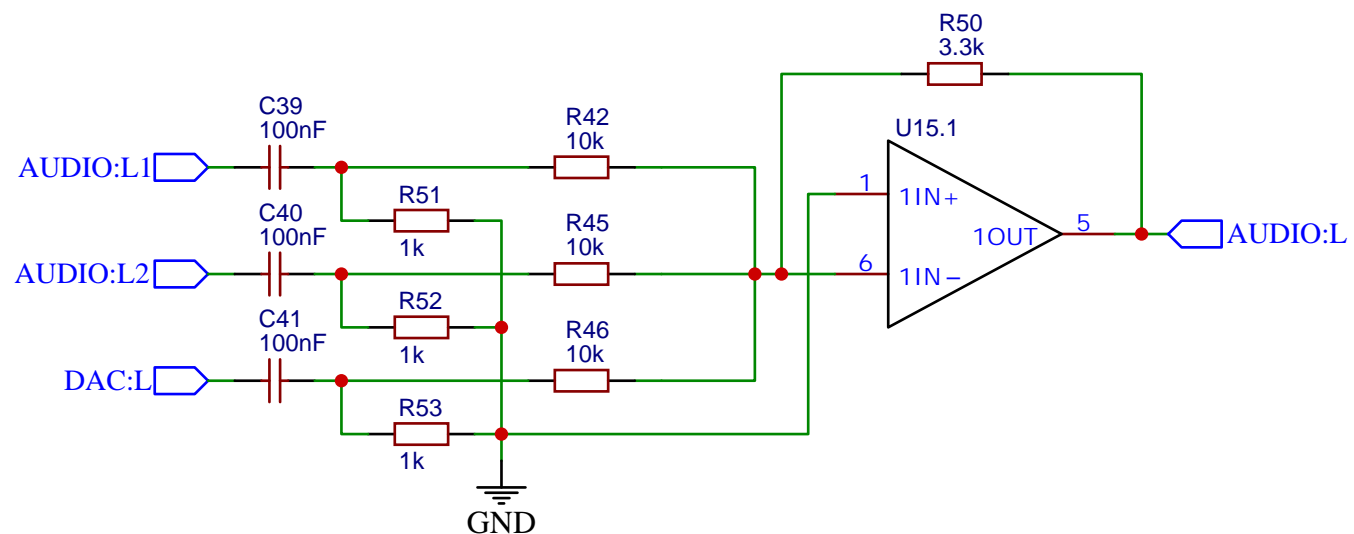 R50
3.3k
C39
100nF
R42
10k
U15.1
AUDIO:L1
R51
1k
1
1IN+
C40
100nF
R45
10k
1OUT
5
AUDIO:L
AUDIO:L2
6
1IN-
R52
1k
C41
100nF
R46
10k
DAC:L
R53
1k
GND